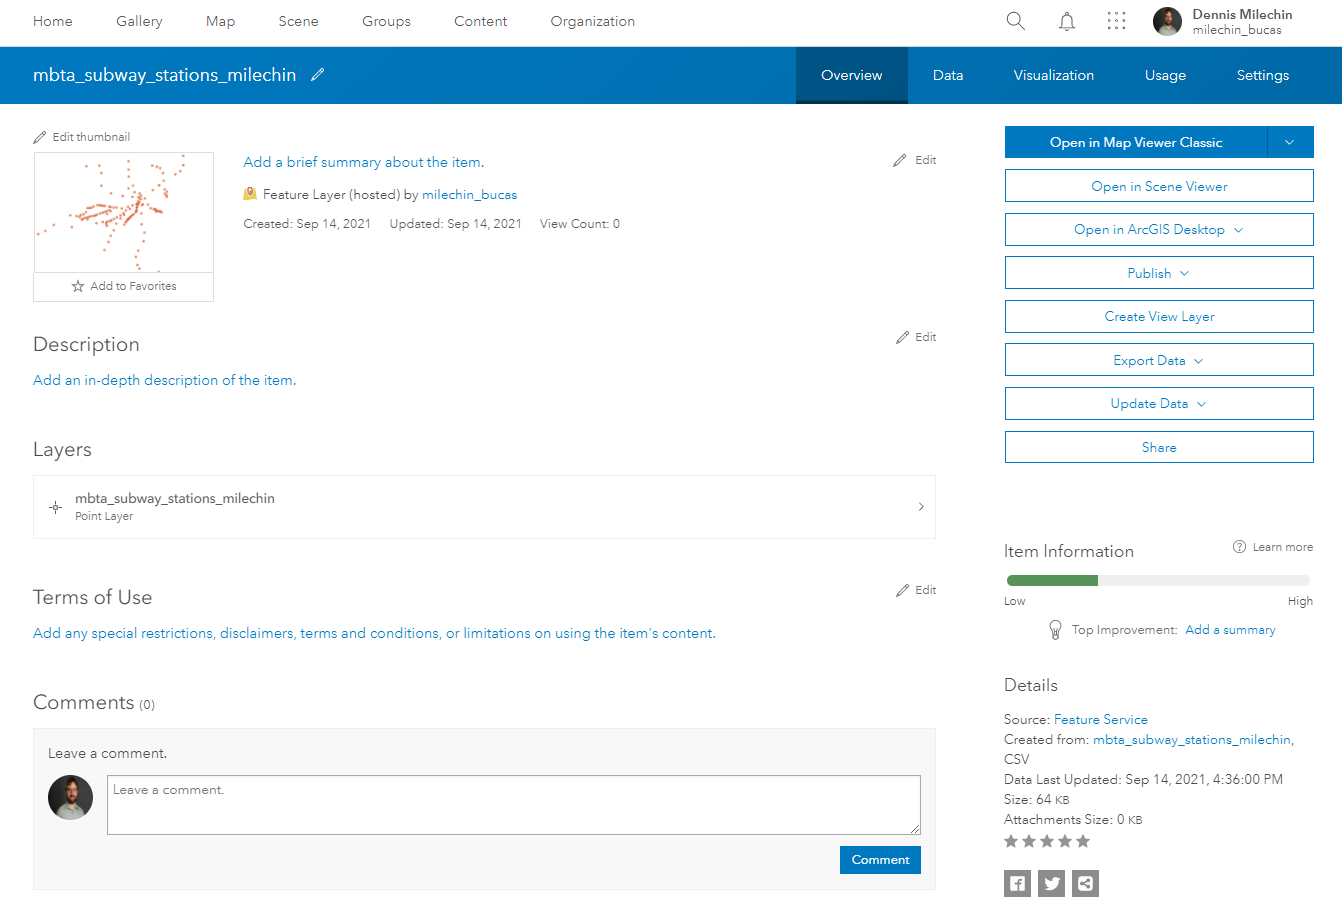 Home Gallery Map Scene Groups Content Organization
Dennis Milechin
milechin_bucas
mbta_subway_stations_milechin
Overview Data Visualization Usage Settings
Edit thumbnail
Add to Favorites
Add a brief summary about the item.
Edit
Feature Layer (hosted) by milechin_bucas
Created: Sep 14, 2021 Updated: Sep 14, 2021 View Count: 0
Description
Edit
Add an in-depth description of the item.
Layers
mbta_subway_stations_milechin
Point Layer
Terms of Use
Edit
Add any special restrictions, disclaimers, terms and conditions, or limitations on using the item's content.
Comments (0)
Leave a comment.
Leave a comment.
Comment
Open in Map Viewer Classic
Open in Scene Viewer
Open in ArcGIS Desktop
Publish
Create View Layer
Export Data
Update Data
Share
Item Information
Learn more
Low High
Top Improvement: Add a summary
Details
Source: Feature Service
Created from: mbta_subway_stations_milechin,
CSV
Data Last Updated: Sep 14, 2021, 4:36:00 PM
Size: 64 KB
Attachments Size: 0 KB